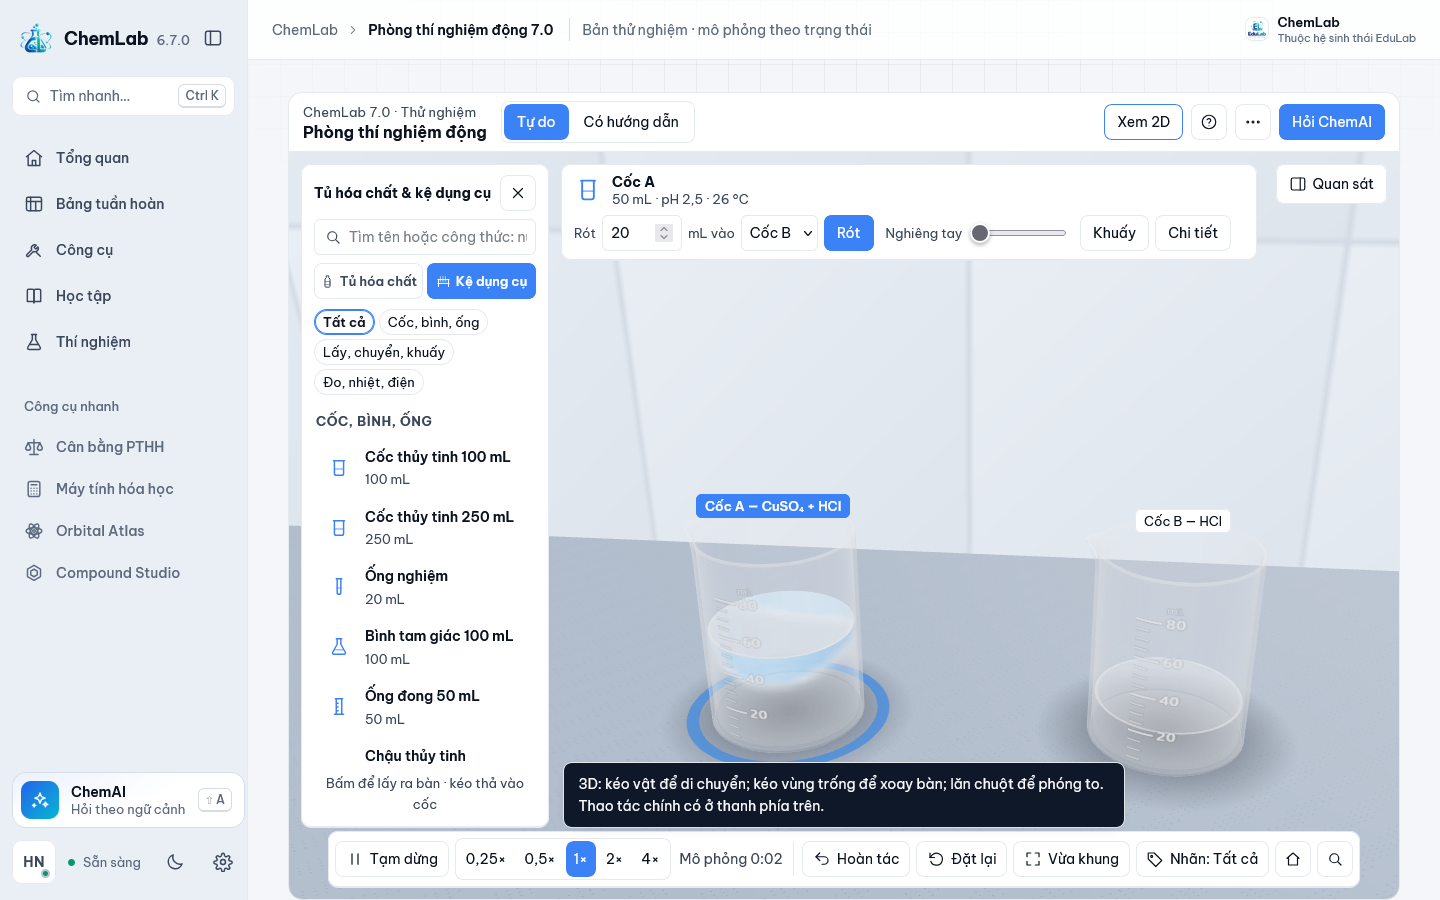 ChemLab 6.7.0
Tìm nhanh...
Ctrl K
Tổng quan
Bảng tuần hoàn
Công cụ
Học tập
Thí nghiệm
Công cụ nhanh
Cân bằng PTHH
Máy tính hóa học
Orbital Atlas
Compound Studio
ChemAI
Hỏi theo ngữ cảnh
⇧ A
HN
Sẵn sàng
ChemLab
Phòng thí nghiệm động 7.0
Bản thử nghiệm · mô phỏng theo trạng thái
EduLab
ChemLab
Thuộc hệ sinh thái EduLab
ChemLab 7.0 · Thử nghiệm
Phòng thí nghiệm động
Tự do
Có hướng dẫn
Xem 2D
Hỏi ChemAI
Tủ hóa chất & kệ dụng cụ
Tìm tên hoặc công thức:
Tủ hóa chất
Kệ dụng cụ
Tất cả
Cốc, bình, ống
Lấy, chuyển, khuấy
Đo, nhiệt, điện
CỐC, BÌNH, ỐNG
Cốc thủy tinh 100 mL
100 mL
Cốc thủy tinh 250 mL
250 mL
Ống nghiệm
20 mL
Bình tam giác 100 mL
100 mL
Ống đong 50 mL
50 mL
Chậu thủy tinh
Bấm để lấy ra bàn · kéo thả vào
cốc
Cốc A
50 mL · pH 2,5 · 26 °C
Rót 20 mL vào Cốc B Rót
Nghiêng tay
Khuấy
Chi tiết
Quan sát
Cốc A — CuSO₄ + HCl
80
60
40
20
Cốc B — HCl
mL
80
60
40
20
3D: kéo vật để di chuyển; kéo vùng trống để xoay bàn; lăn chuột để phóng to.
Thao tác chính có ở thanh phía trên.
Tạm dừng
0,25×
0,5×
1×
2×
4×
Mô phỏng 0:02
Hoàn tác
Đặt lại
Vừa khung
Nhãn: Tất cả